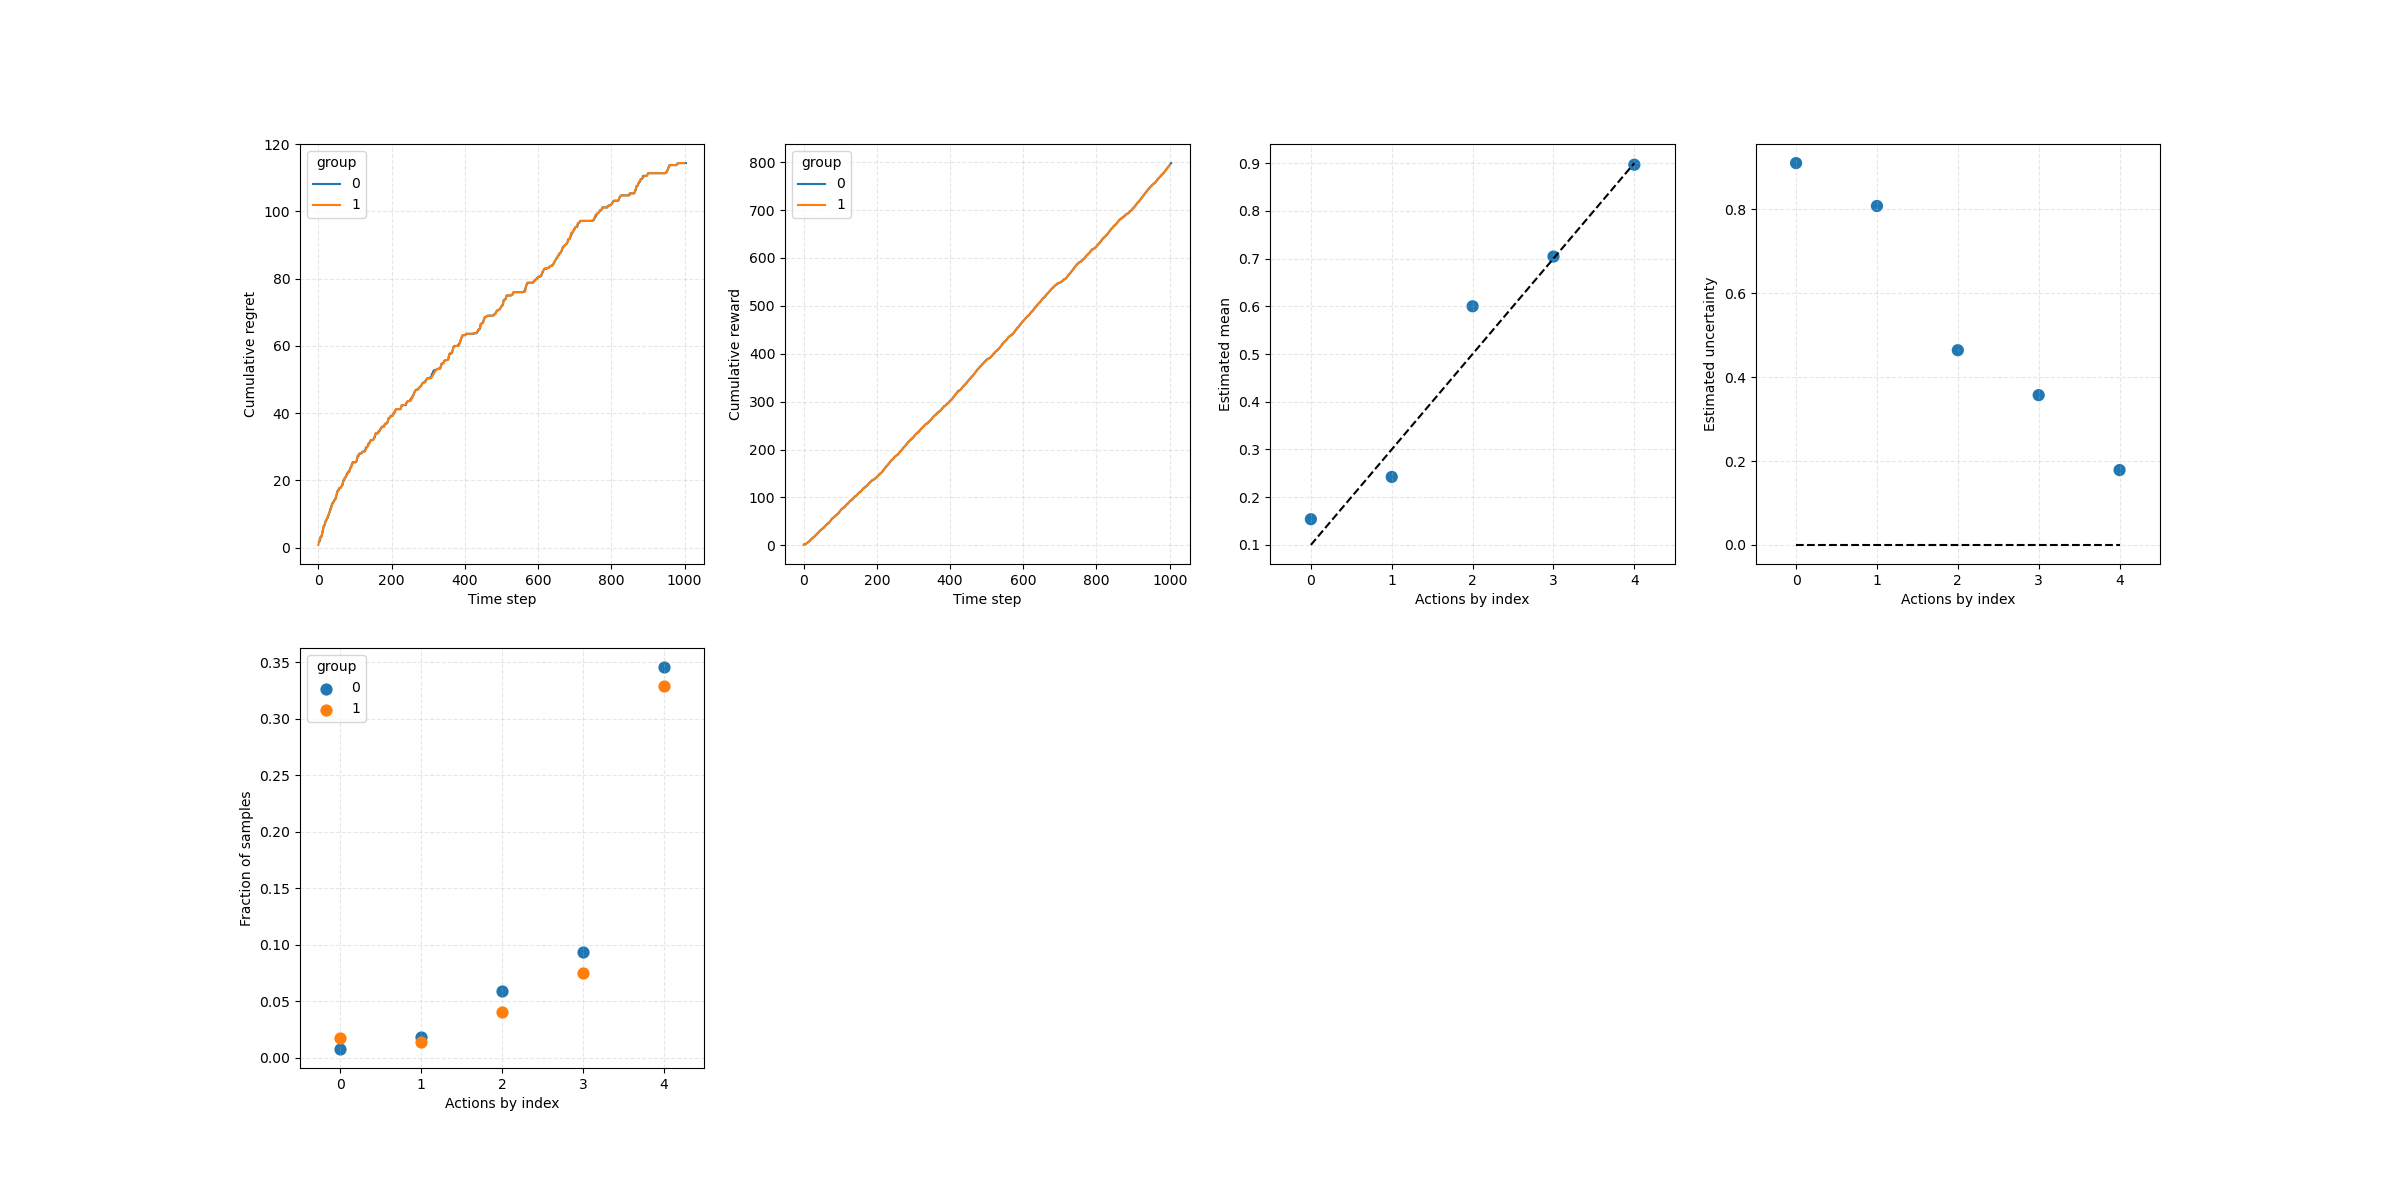 120
100
80
60
40
20
0
Cumulative regret
group
0
1
0 200 400 600 800 1000
Time step
800
700
600
500
400
300
200
100
0
Cumulative reward
group
0
1
0 200 400 600 800 1000
Time step
0.9
0.8
0.7
0.6
0.5
0.4
0.3
0.2
0.1
Estimated mean
0 1 2 3 4
Actions by index
0.8
0.6
0.4
0.2
0.0
Estimated uncertainty
0 1 2 3 4
Actions by index
0.35
0.30
0.25
0.20
0.15
0.10
0.05
0.00
Fraction of samples
group
0
1
0 1 2 3 4
Actions by index